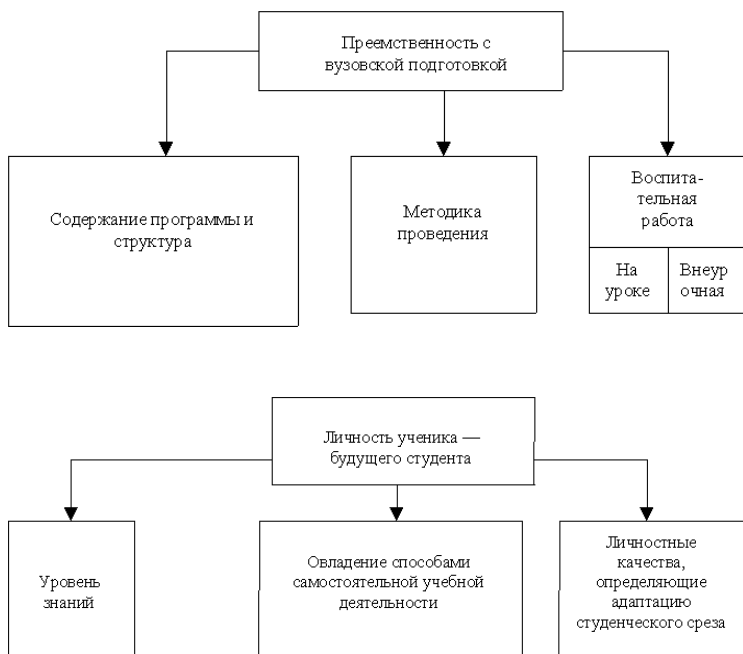 Преемственность с
вузовской подготовкой
Содержание программы и
структура
Методика
проведения
Воспита-
тельная
работа
На
уроке
Внеур
очная
Личность ученика —
будущего студента
Уровень
знаний
Овладение способами
самостоятельной учебной
деятельности
Личностные
качества,
определяющие
адаптацию
студенческого среза